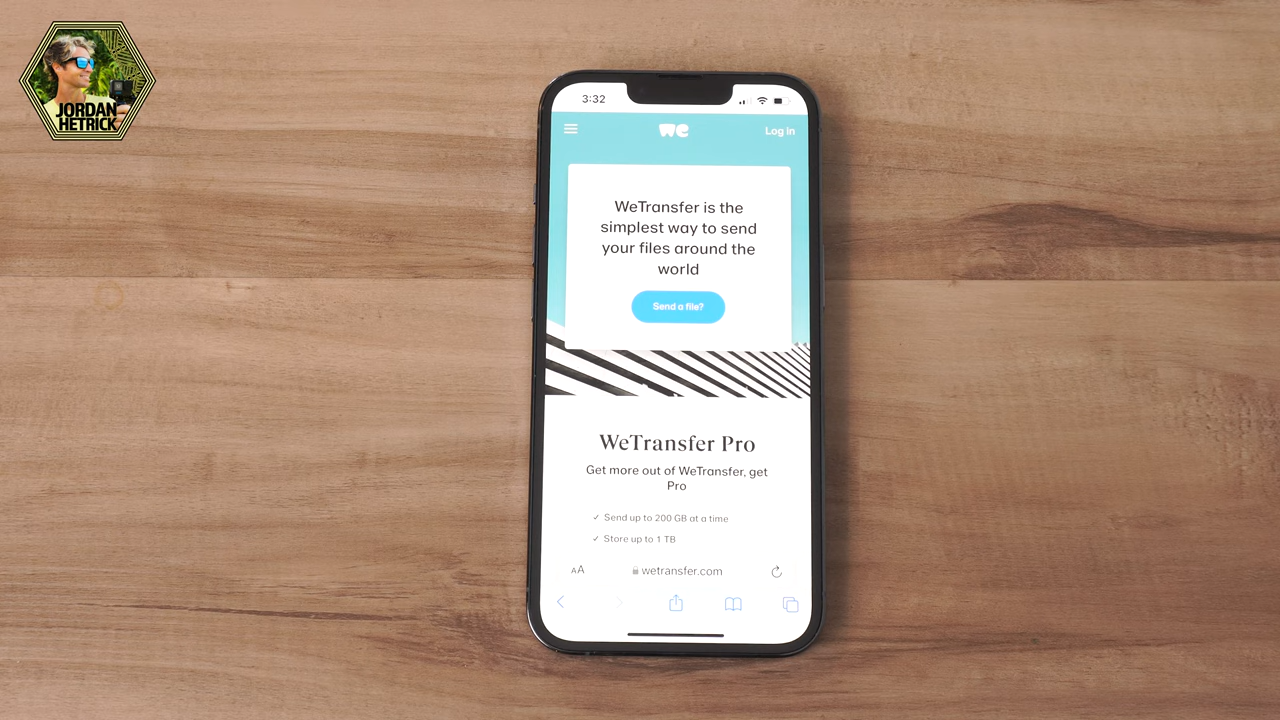 JORDAN
HETRICK
3:32
we
Log in
WeTransfer is the
simplest way to send
your files around the
world
Send a file?
WeTransfer Pro
Get more out of WeTransfer, get
Pro
✓ Send up to 200 GB at a time
✓ Store up to 1 TB
AA
wetransfer.com